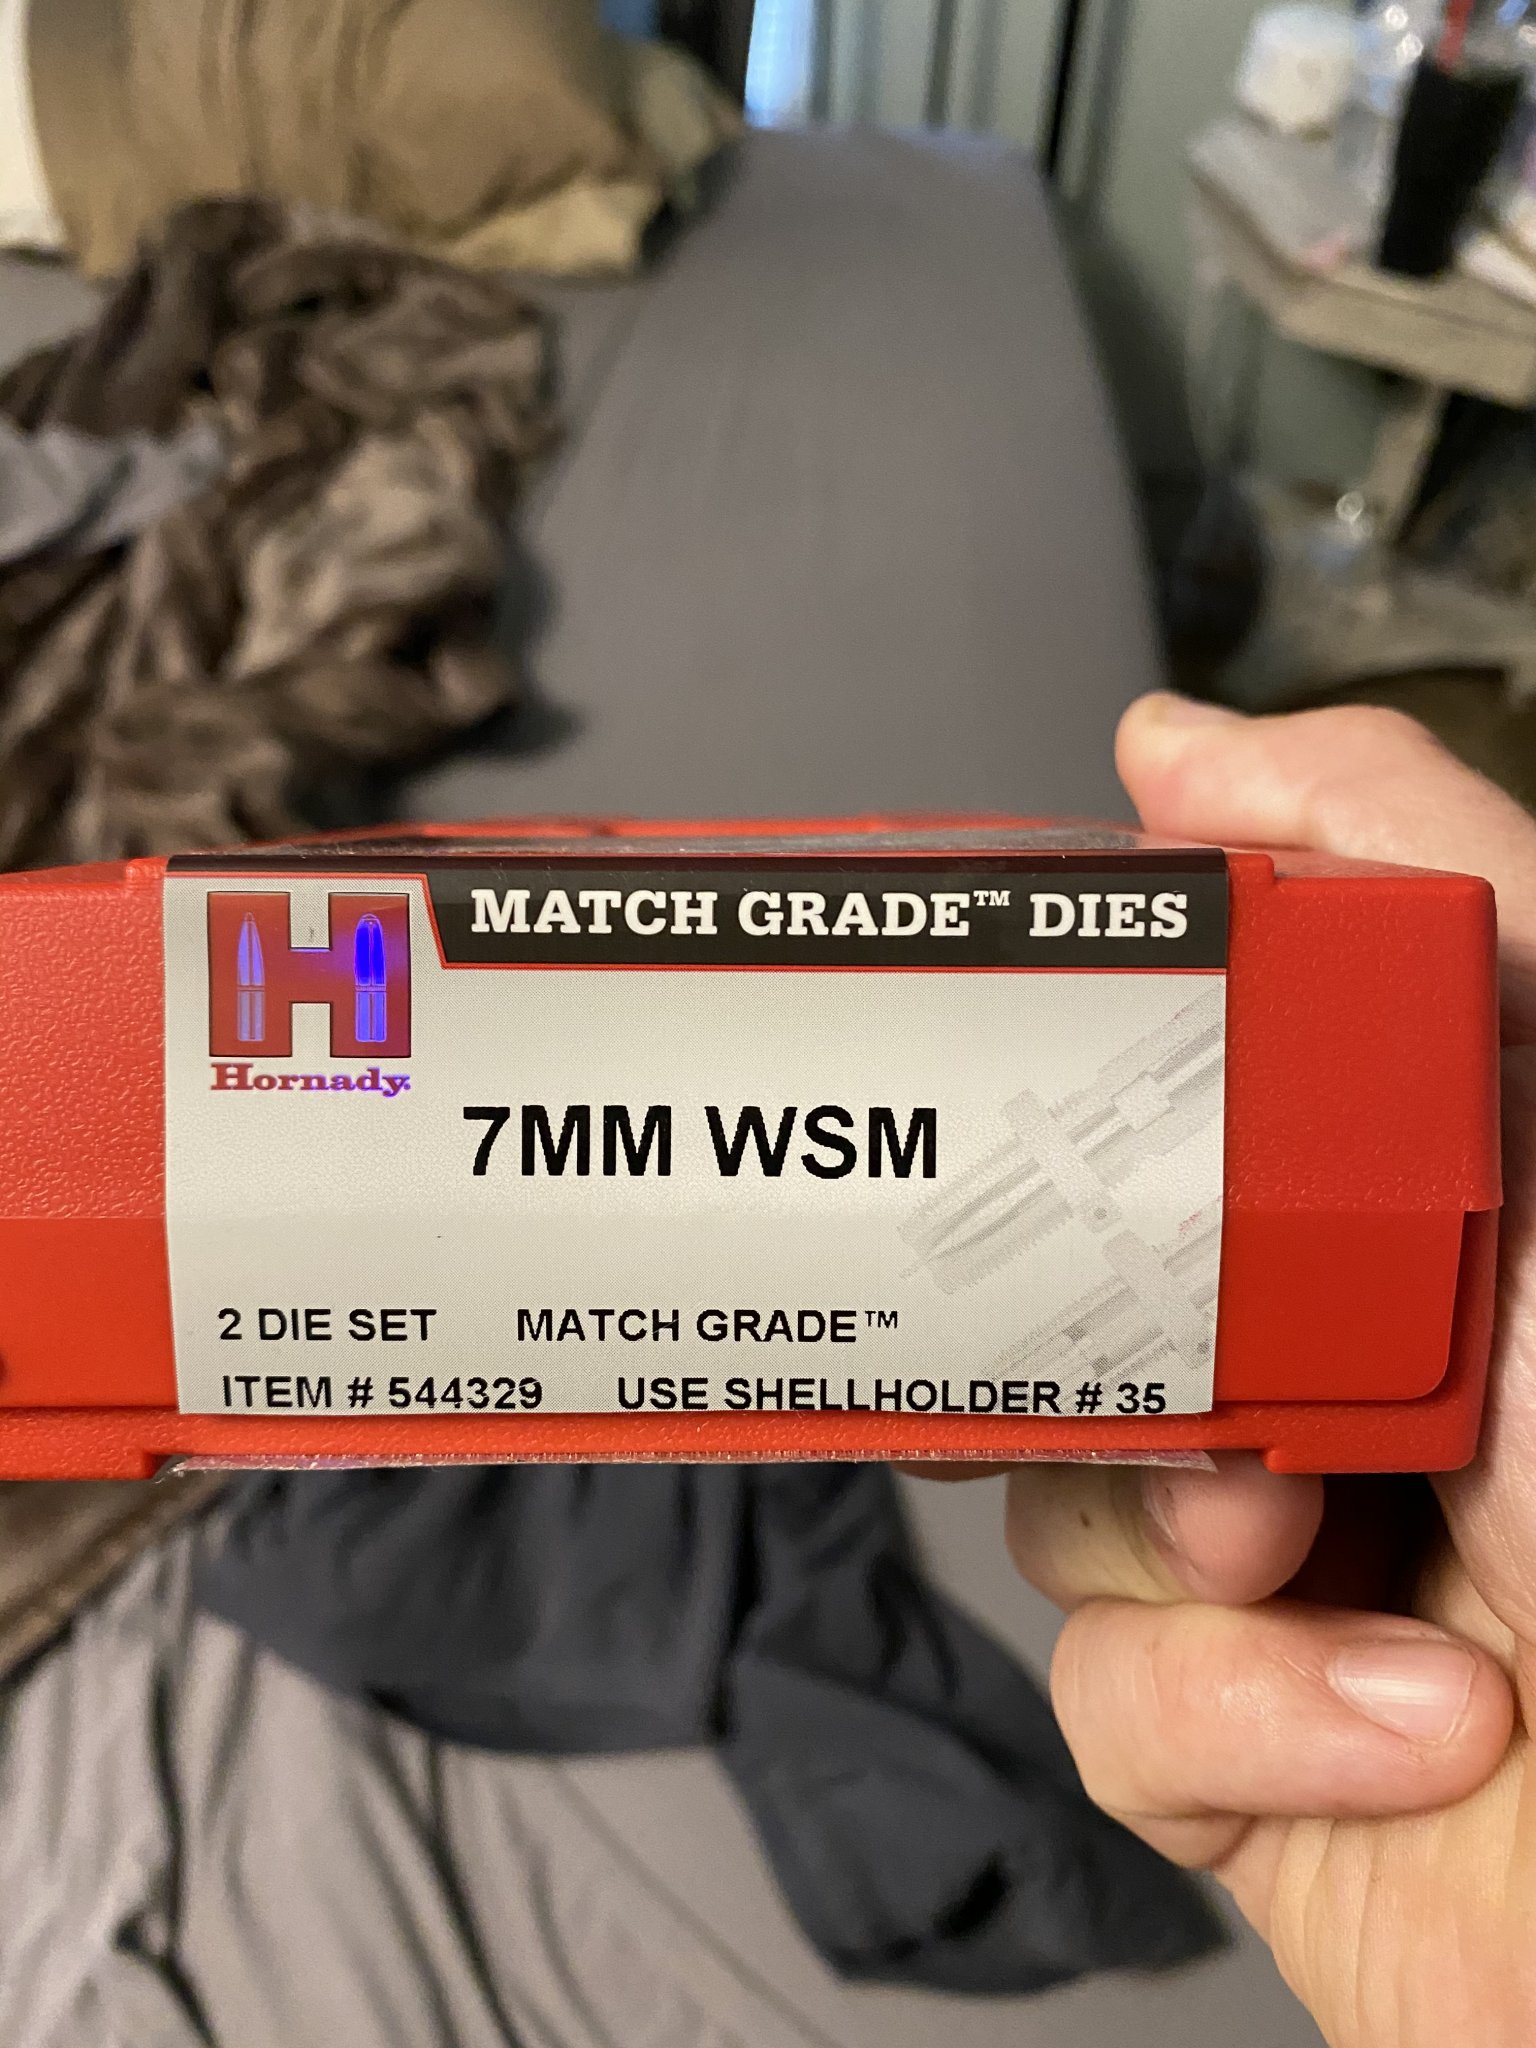 MATCH GRADE™ DIES
Hornady
7MM WSM
2 DIE SET MATCH GRADE™
ITEM # 544329 USE SHELLHOLDER # 35